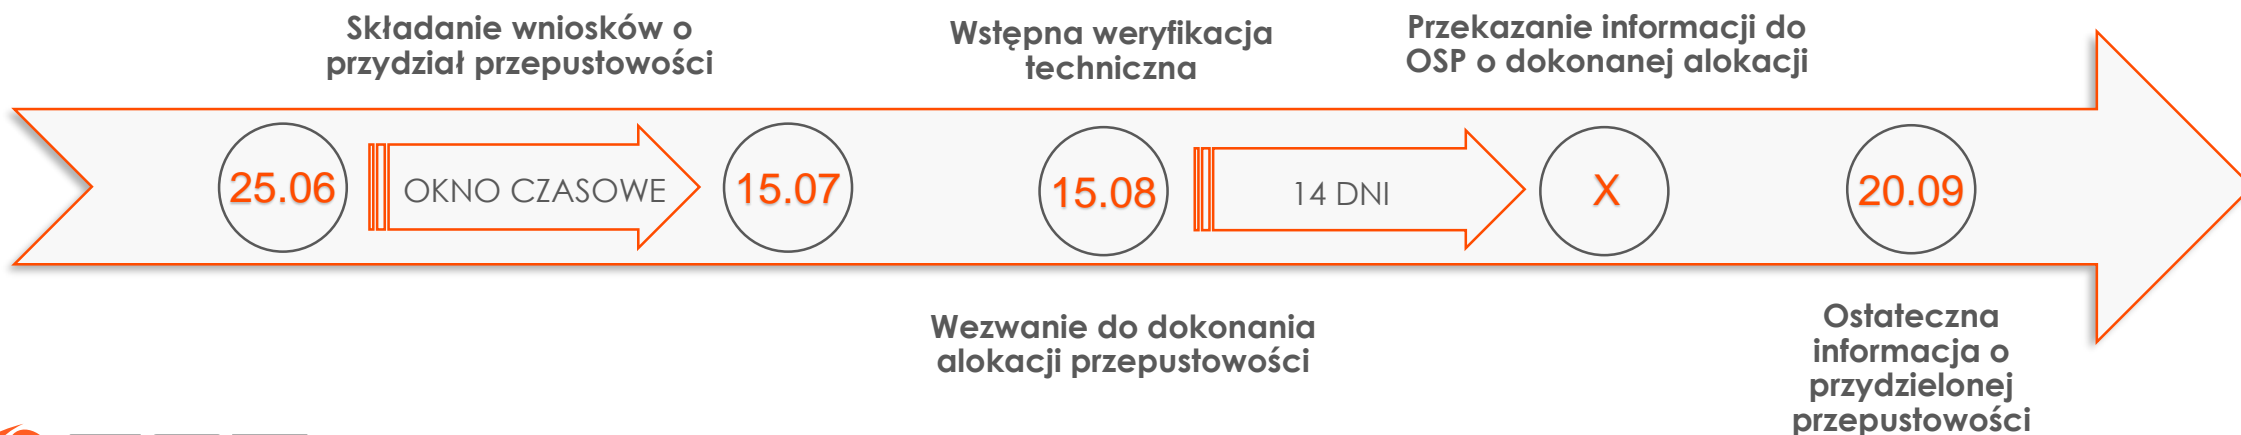 Składanie wniosków o
przydział przepustowości
Wstępna weryfikacja
techniczna
Przekazanie informacji do
OSP o dokonanej alokacji
25.06
OKNO CZASOWE
15.07
15.08
14 DNI
X
20.09
Wezwanie do dokonania
alokacji przepustowości
Ostateczna
informacja o
przydzielonej
przepustowości